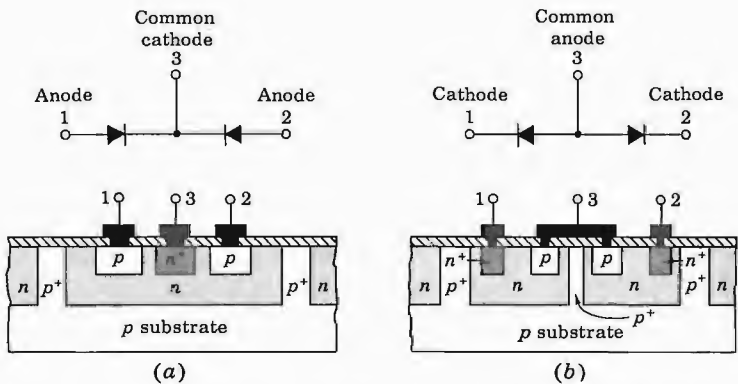 Common
cathode
3
Anode
1
Anode
2
1
3
2
n
p+
p
n+
p
n
p+
n
p substrate
(a)
Common
anode
3
Cathode
1
Cathode
2
1
3
2
n
n+
p+
p
n
p
n
n+
p+
n
p+
p substrate
(b)